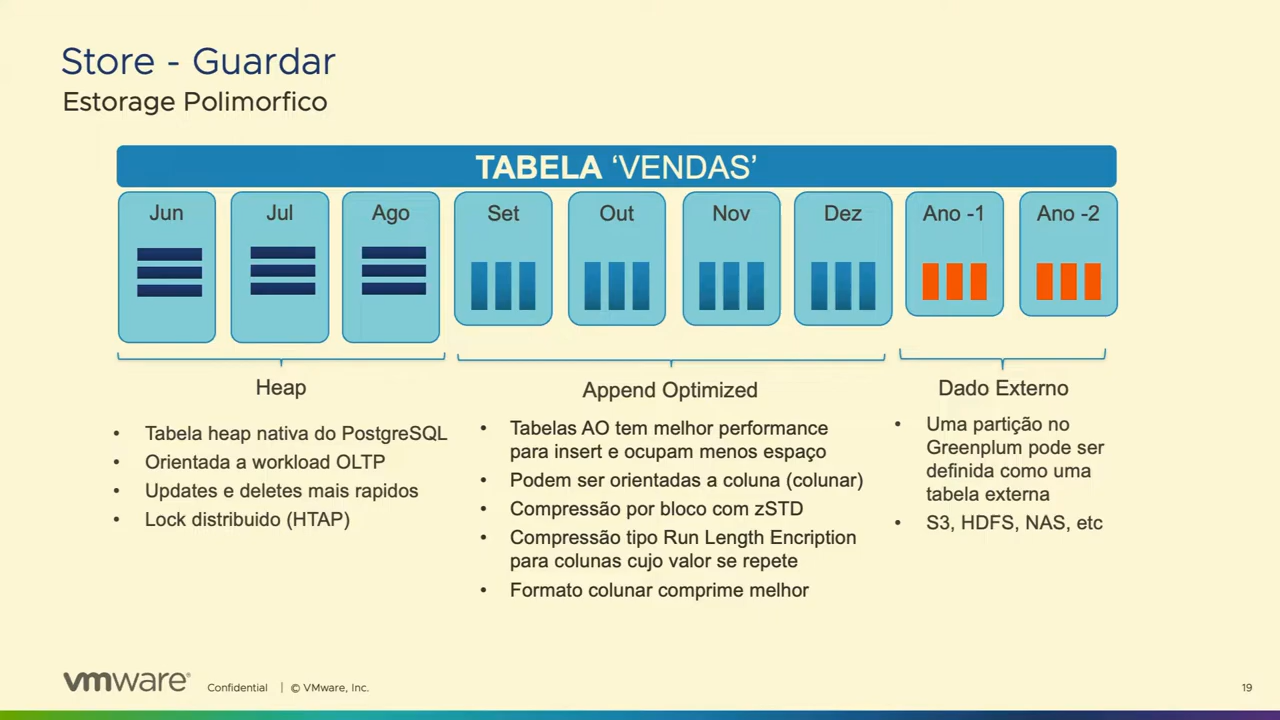 Store - Guardar
Estorage Polimorfico
TABELA ‘VENDAS’
Jun
Jul
Ago
Set
Out
Nov
Dez
Ano -1
Ano -2
Heap
• Tabela heap nativa do PostgreSQL
• Orientada a workload OLTP
• Updates e deletes mais rapidos
• Lock distribuido (HTAP)
Append Optimized
• Tabelas AO tem melhor performance
para insert e ocupam menos espaço
• Podem ser orientadas a coluna (colunar)
• Compressão por bloco com zSTD
• Compressão tipo Run Length Encription
para colunas cujo valor se repete
• Formato colunar comprime melhor
Dado Externo
• Uma partição no
Greenplum pode ser
definida como uma
tabela externa
• S3, HDFS, NAS, etc
vmware®
Confidential | © VMware, Inc.
19